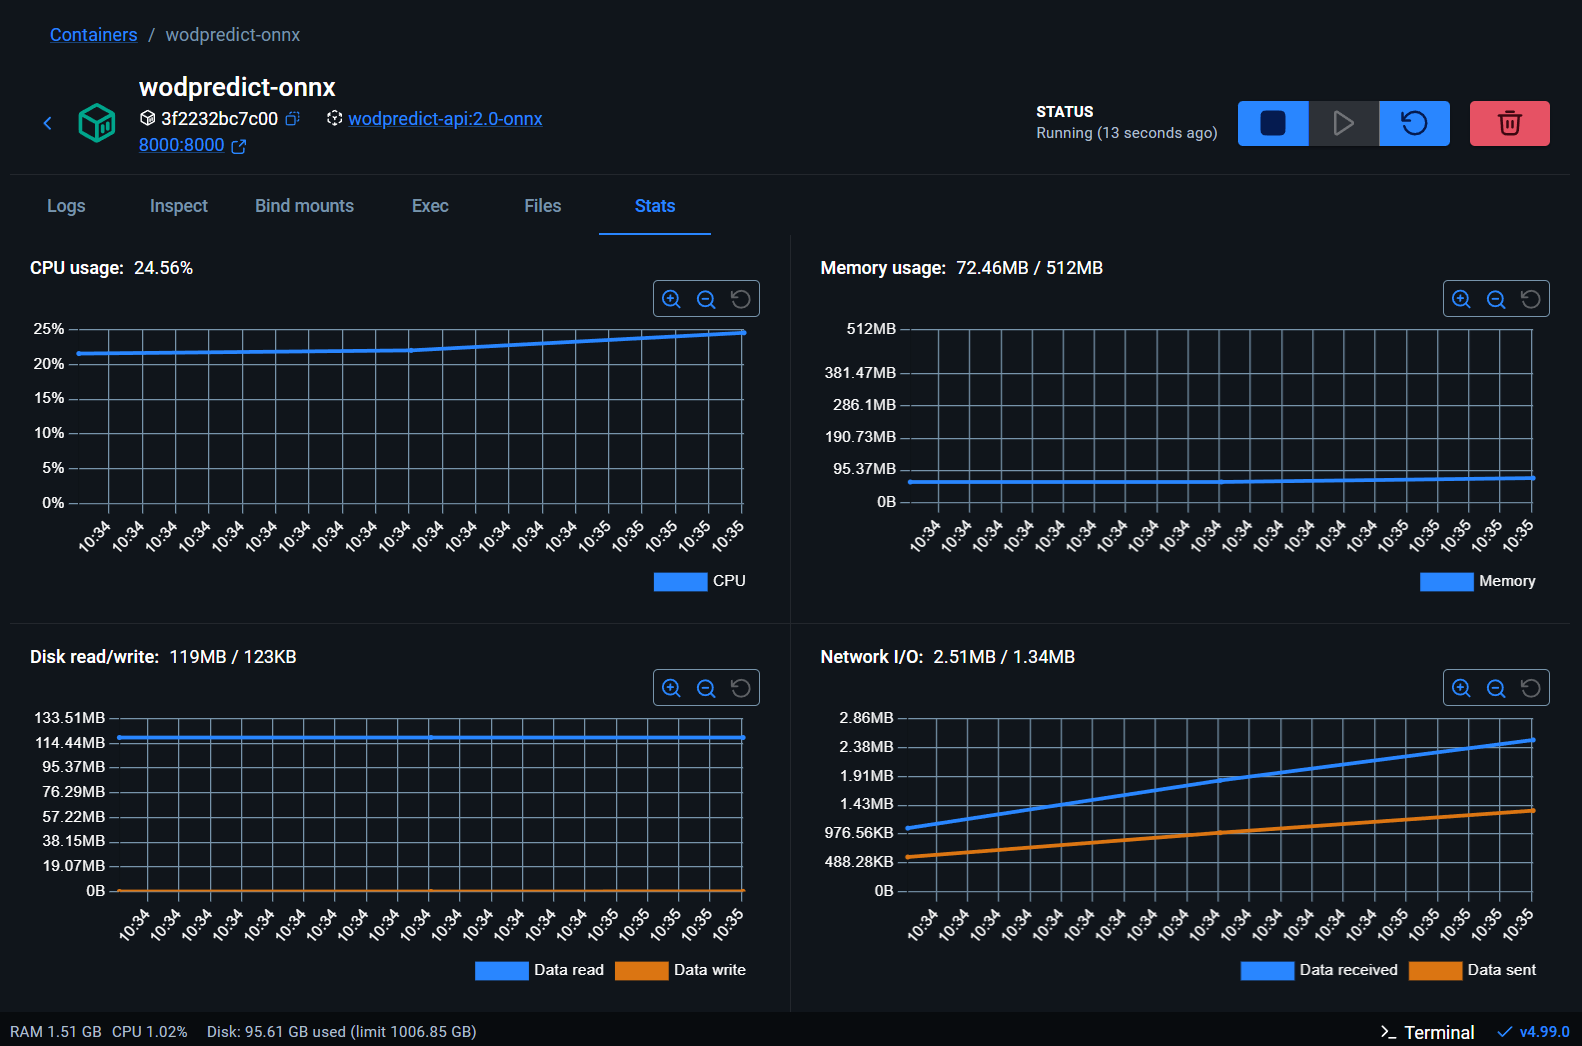 Containers / wodpredict-onnx
wodpredict-onnx
3f2232bc7c00 wodpredict-api:2.0-onnx
8000:8000
STATUS
Running (13 seconds ago)
Logs Inspect Bind mounts Exec Files Stats
CPU usage: 24.56%
25%
20%
15%
10%
5%
0%
10:34 10:34 10:34 10:34 10:34 10:34 10:34 10:34 10:34 10:34 10:34 10:34 10:34 10:34 10:34 10:35 10:35 10:35 10:35 10:35
CPU
Memory usage: 72.46MB / 512MB
512MB
381.47MB
286.1MB
190.73MB
95.37MB
0B
10:34 10:34 10:34 10:34 10:34 10:34 10:34 10:34 10:34 10:34 10:34 10:34 10:34 10:34 10:34 10:35 10:35 10:35 10:35 10:35
Memory
Disk read/write: 119MB / 123KB
133.51MB
114.44MB
95.37MB
76.29MB
57.22MB
38.15MB
19.07MB
0B
10:34 10:34 10:34 10:34 10:34 10:34 10:34 10:34 10:34 10:34 10:34 10:34 10:34 10:34 10:34 10:35 10:35 10:35 10:35 10:35
Data read Data write
Network I/O: 2.51MB / 1.34MB
2.86MB
2.38MB
1.91MB
1.43MB
976.56KB
488.28KB
0B
10:34 10:34 10:34 10:34 10:34 10:34 10:34 10:34 10:34 10:34 10:34 10:34 10:34 10:34 10:34 10:35 10:35 10:35 10:35 10:35
Data received Data sent
RAM 1.51 GB CPU 1.02% Disk: 95.61 GB used (limit 1006.85 GB)
Terminal v4.99.0